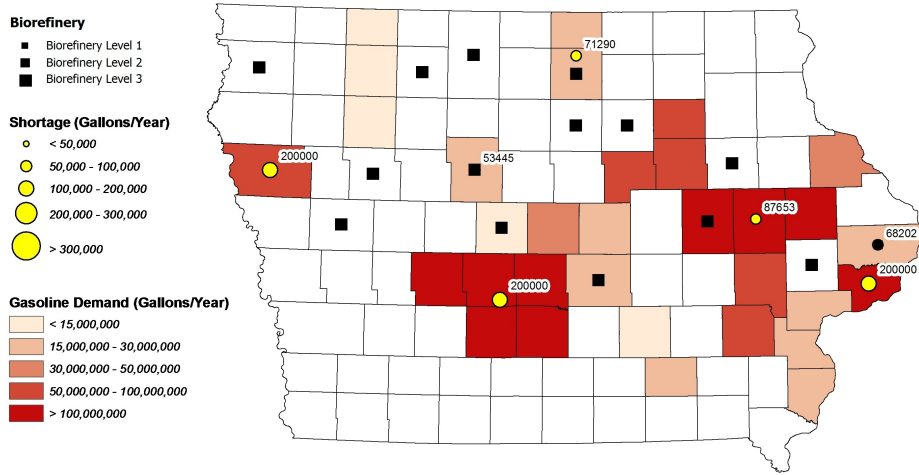 Biorefinery
Biorefinery Level 1
Biorefinery Level 2
Biorefinery Level 3
Shortage (Gallons/Year)
< 50,000
50,000 - 100,000
100,000 - 200,000
200,000 - 300,000
> 300,000
Gasoline Demand (Gallons/Year)
< 15,000,000
15,000,000 - 30,000,000
30,000,000 - 50,000,000
50,000,000 - 100,000,000
> 100,000,000
71290
200000
53445
87653
68202
200000
200000